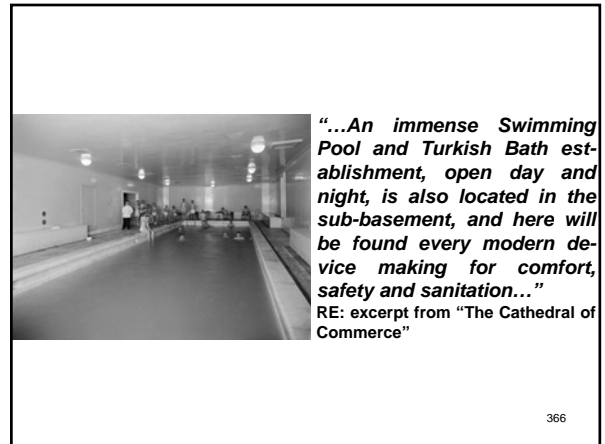 “…An immense Swimming
Pool and Turkish Bath est-
ablishment, open day and
night, is also located in the
sub-basement, and here will
be found every modern de-
vice making for comfort,
safety and sanitation…”
RE: excerpt from “The Cathedral of
Commerce”
366